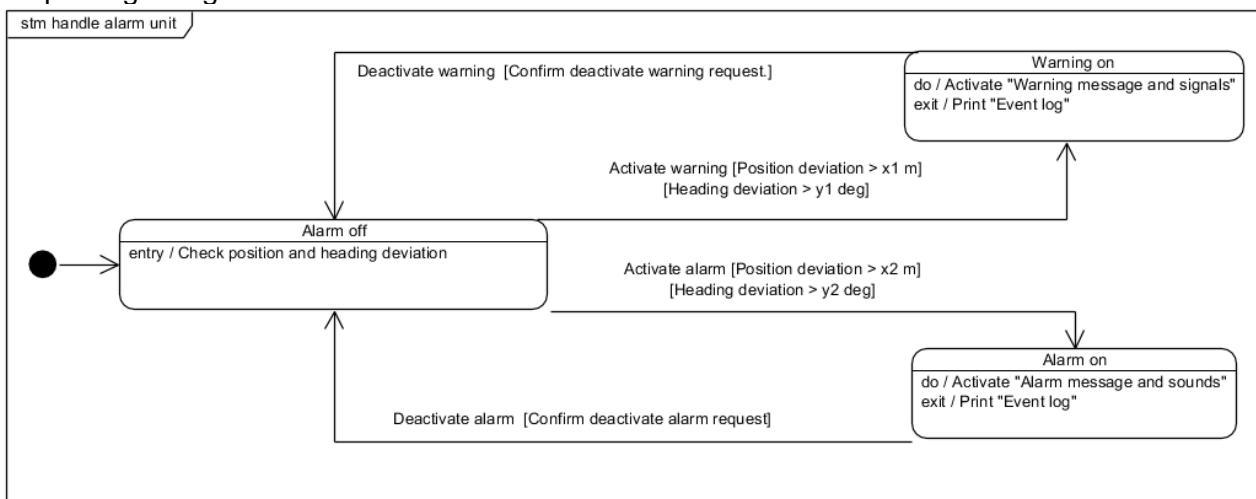 stm handle alarm unit
Deactivate warning [Confirm deactivate warning request.]
Warning on
do / Activate "Warning message and signals"
exit / Print "Event log"
Activate warning [Position deviation > x1 m]
[Heading deviation > y1 deg]
Alarm off
entry / Check position and heading deviation
Activate alarm [Position deviation > x2 m]
[Heading deviation > y2 deg]
Alarm on
do / Activate "Alarm message and sounds"
exit / Print "Event log"
Deactivate alarm [Confirm deactivate alarm request]